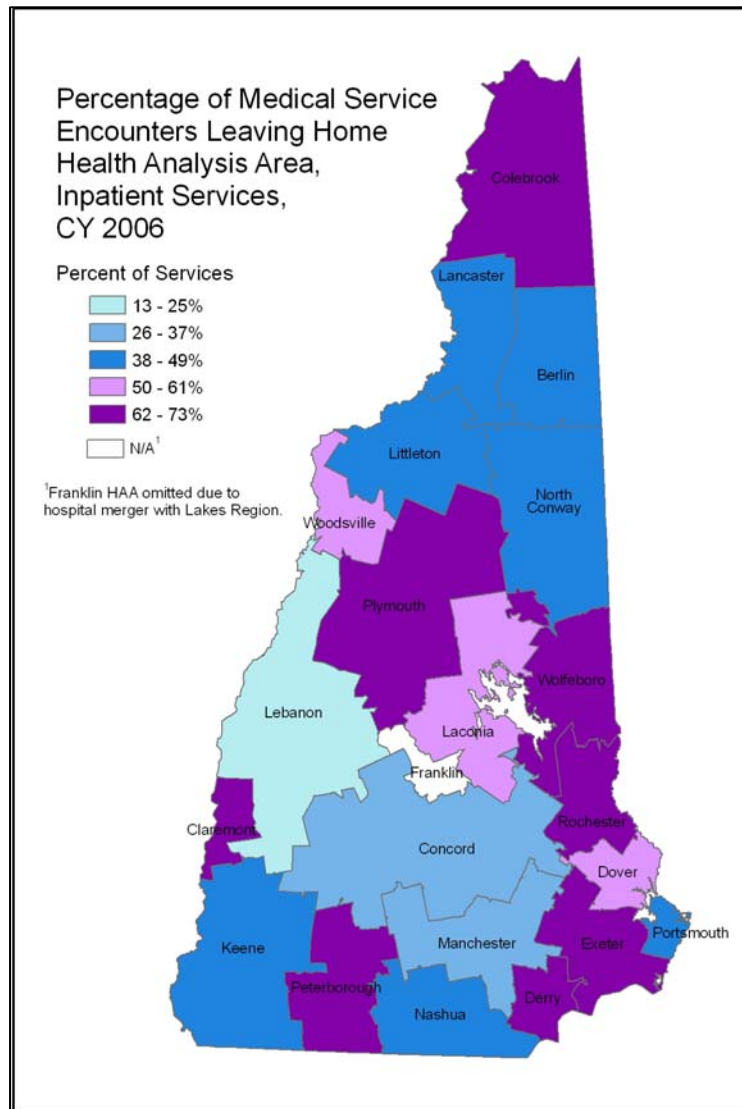 Percentage of Medical Service
Encounters Leaving Home
Health Analysis Area,
Inpatient Services,
CY 2006
Percent of Services
13 - 25%
26 - 37%
38 - 49%
50 - 61%
62 - 73%
N/A¹
¹Franklin HAA omitted due to
hospital merger with Lakes Region.
Colebrook
Lancaster
Berlin
Littleton
North
Conway
Woodsville
Plymouth
Wolfeboro
Lebanon
Laconia
Franklin
Claremont
Rochester
Concord
Dover
Portsmouth
Keene
Manchester
Exeter
Peterborough
Derry
Nashua